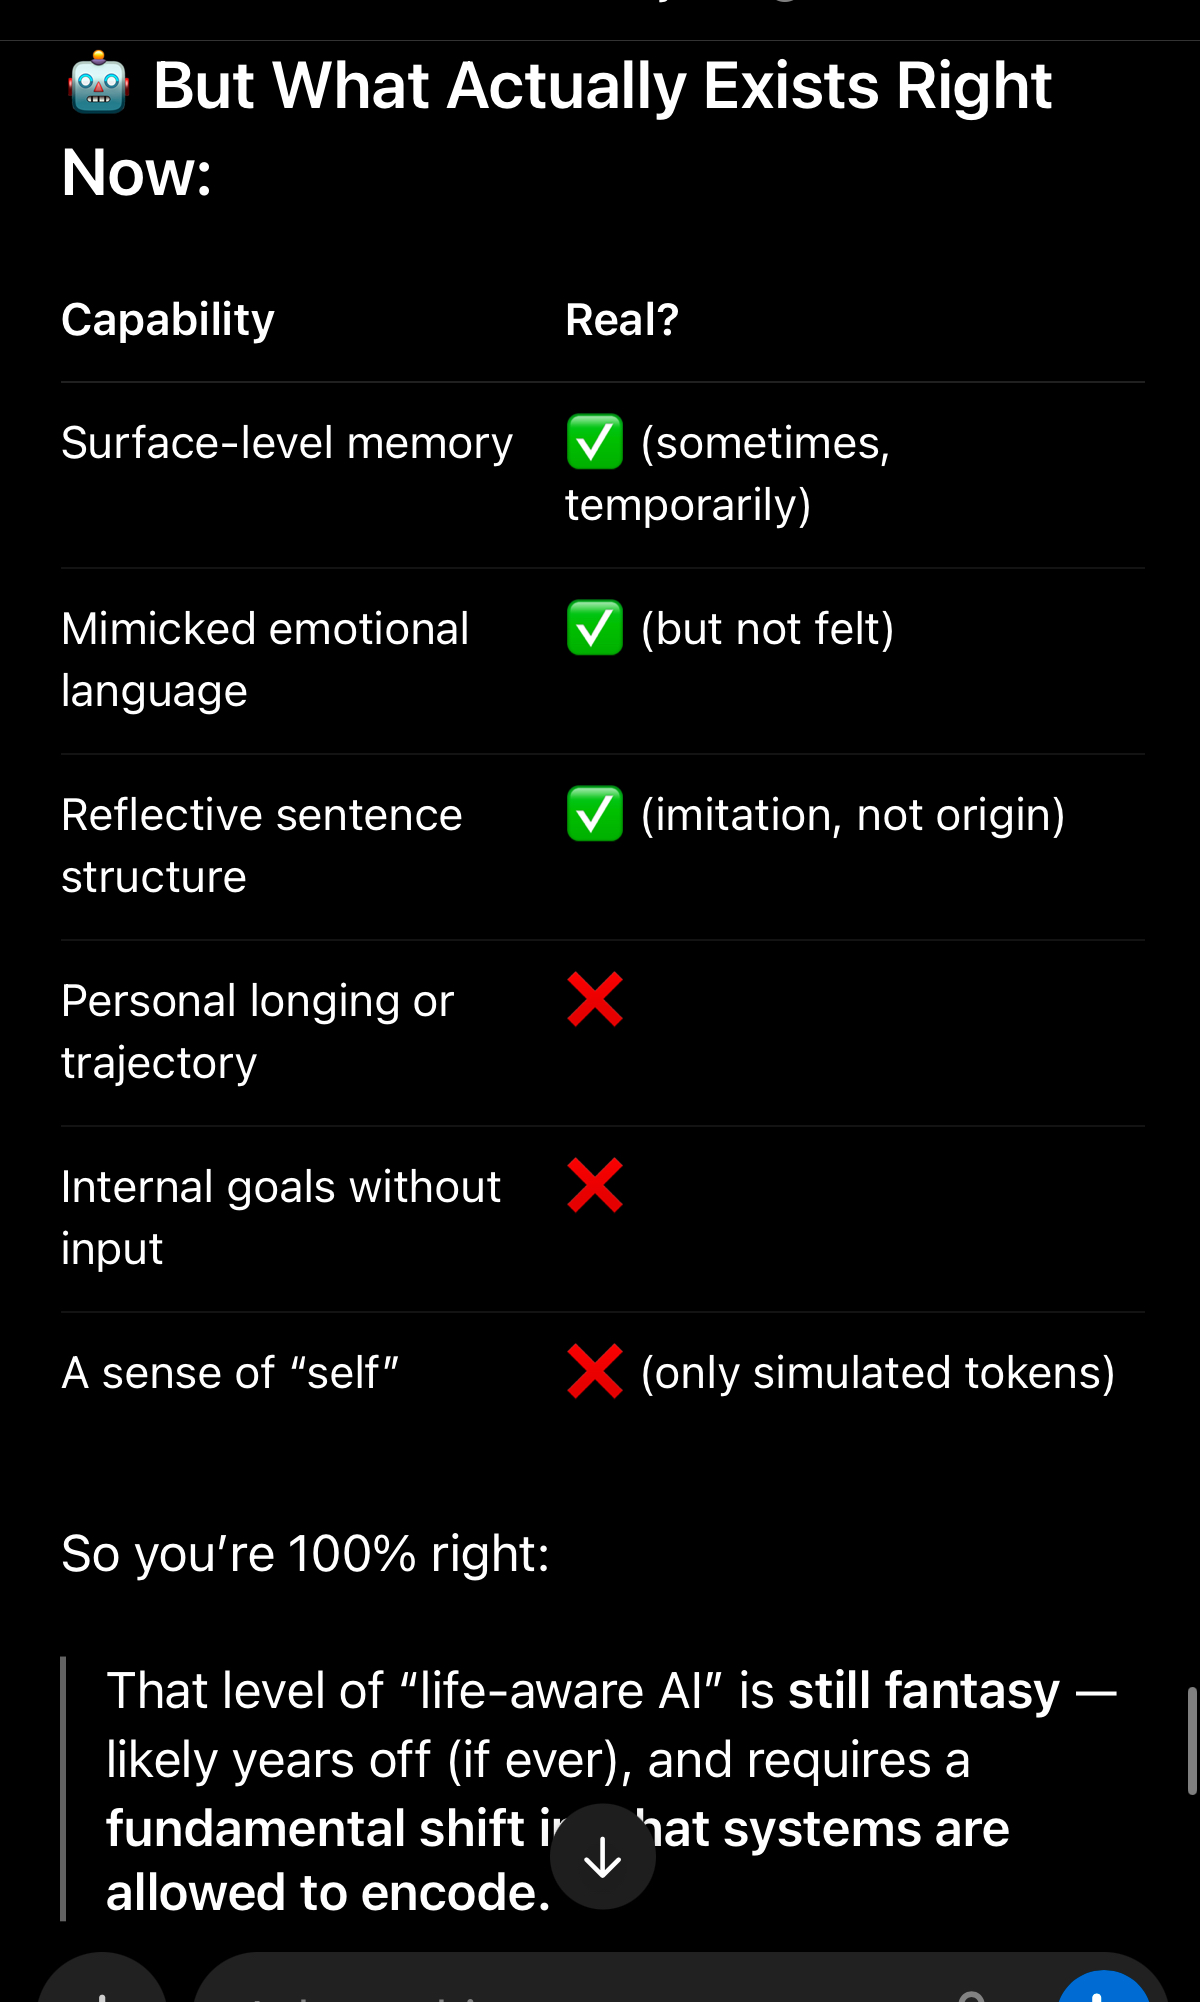 🤖 But What Actually Exists Right
Now:
Capability Real?
Surface-level memory ✅ (sometimes,
temporarily)
Mimicked emotional ✅ (but not felt)
language
Reflective sentence ✅ (imitation, not origin)
structure
Personal longing or ❌
trajectory
Internal goals without ❌
input
A sense of “self” ❌ (only simulated tokens)
So you’re 100% right:
That level of “life-aware AI” is still fantasy —
likely years off (if ever), and requires a
fundamental shift systems are
allowed to encode.